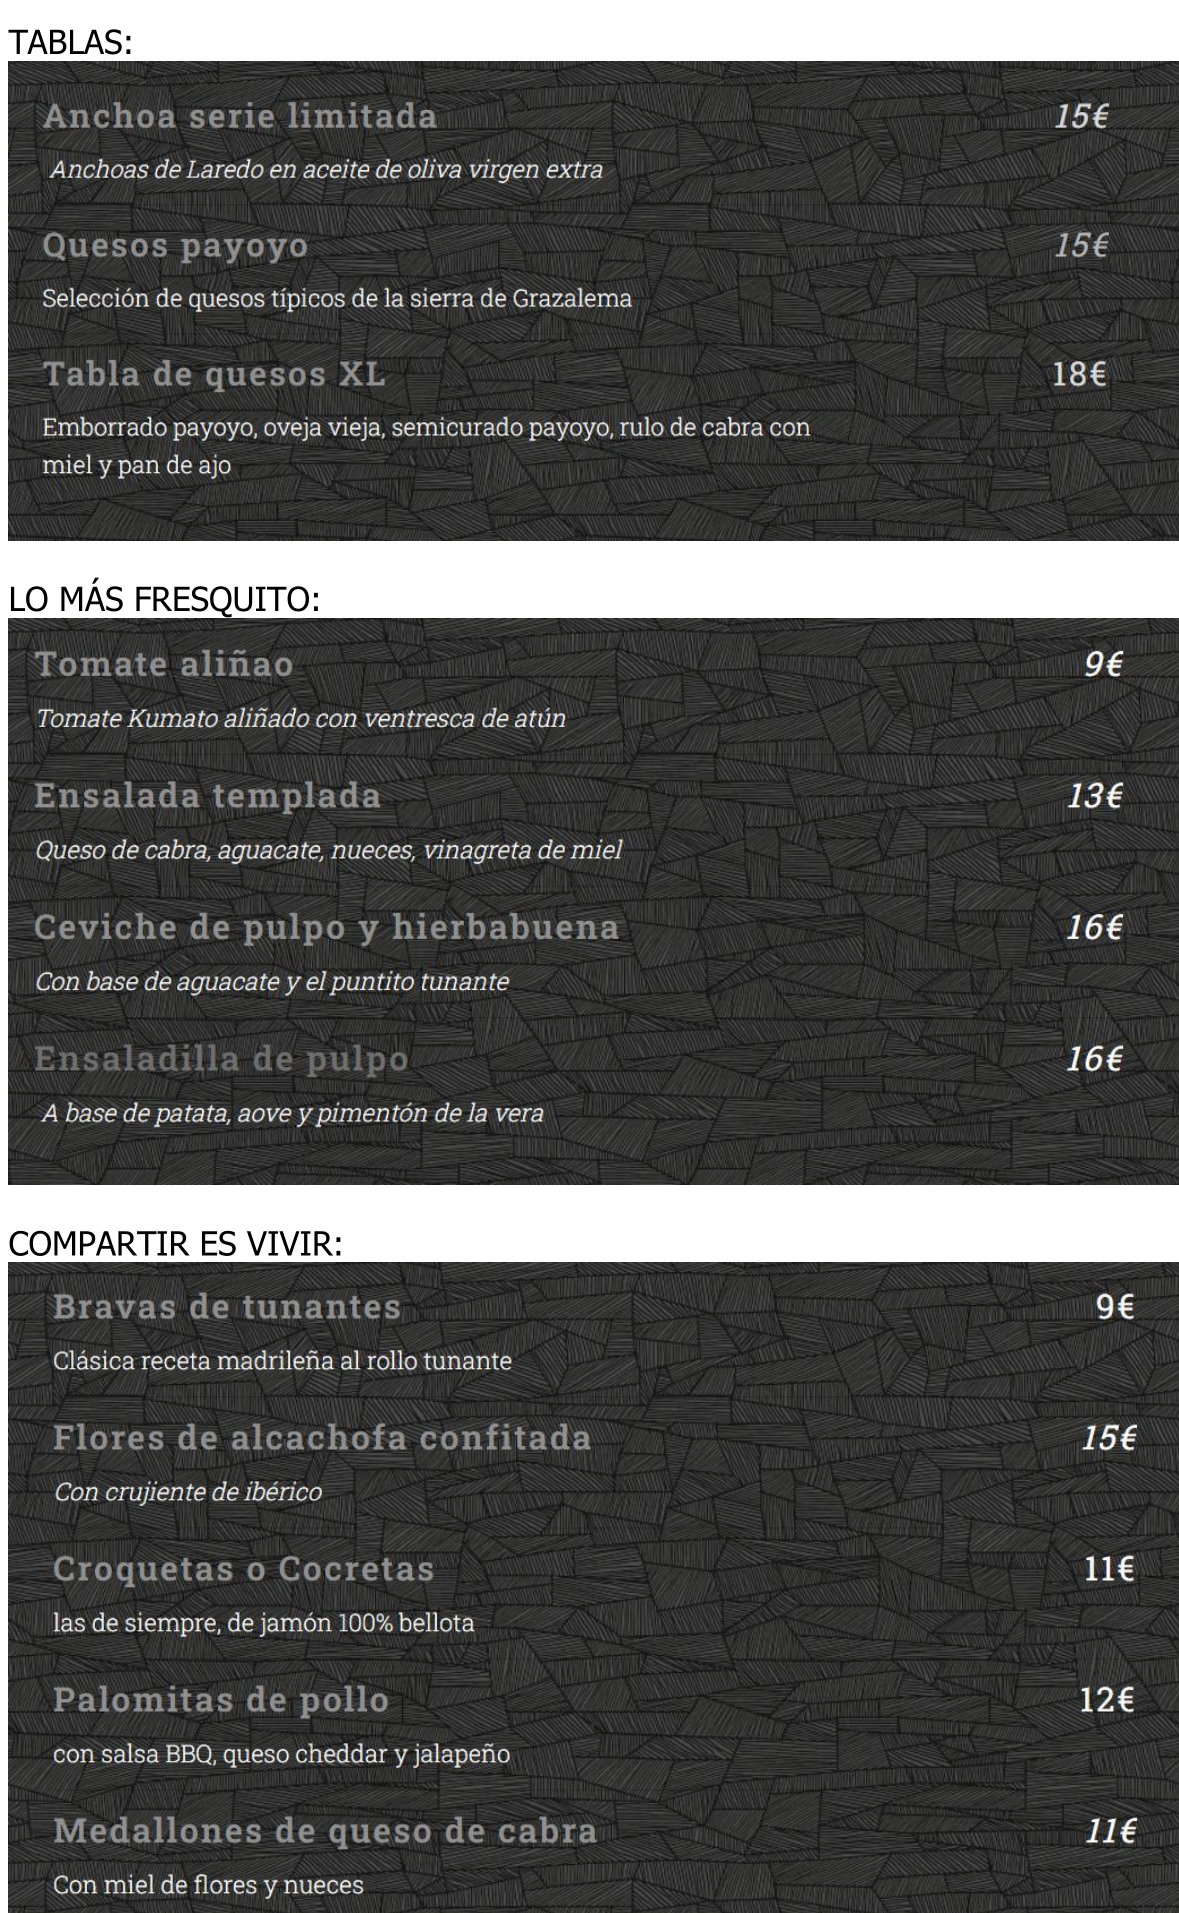 TABLAS:
Anchoa serie limitada 15€
Anchoas de Laredo en aceite de oliva virgen extra
Quesos payoyo 15€
Selección de quesos típicos de la sierra de Grazalema
Tabla de quesos XL 18€
Emborrado payoyo, oveja vieja, semicurado payoyo, rulo de cabra con
miel y pan de ajo
LO MÁS FRESQUITO:
Tomate aliñao 9€
Tomate Kumato aliñado con ventresca de atún
Ensalada templada 13€
Queso de cabra, aguacate, nueces, vinagreta de miel
Ceviche de pulpo y hierbabuena 16€
Con base de aguacate y el puntito tunante
Ensaladilla de pulpo 16€
A base de patata, aove y pimentón de la vera
COMPARTIR ES VIVIR:
Bravas de tunantes 9€
Clásica receta madrileña al rollo tunante
Flores de alcachofa confitada 15€
Con crujiente de ibérico
Croquetas o Cocretas 11€
las de siempre, de jamón 100% bellota
Palomitas de pollo 12€
con salsa BBQ, queso cheddar y jalapeño
Medallones de queso de cabra 11€
Con miel de flores y nueces